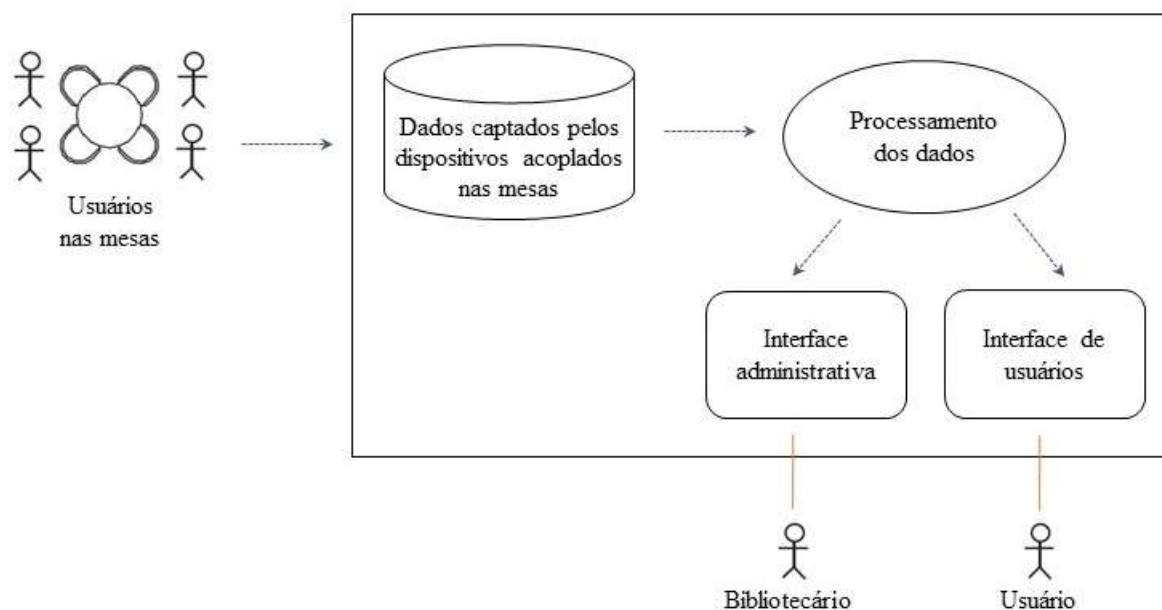 Usuários
nas mesas
Dados captados pelos
dispositivos acoplados
nas mesas
Processamento
dos dados
Interface
administrativa
Interface de
usuários
Bibliotecário
Usuário